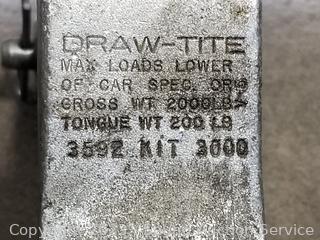 DRAW-TITE
MAX LOADS LOWER
OF CAR SPEC. OR:
GROSS WT 2000LB
TONGUE WT 200 LB
3592 KIT 3000
A